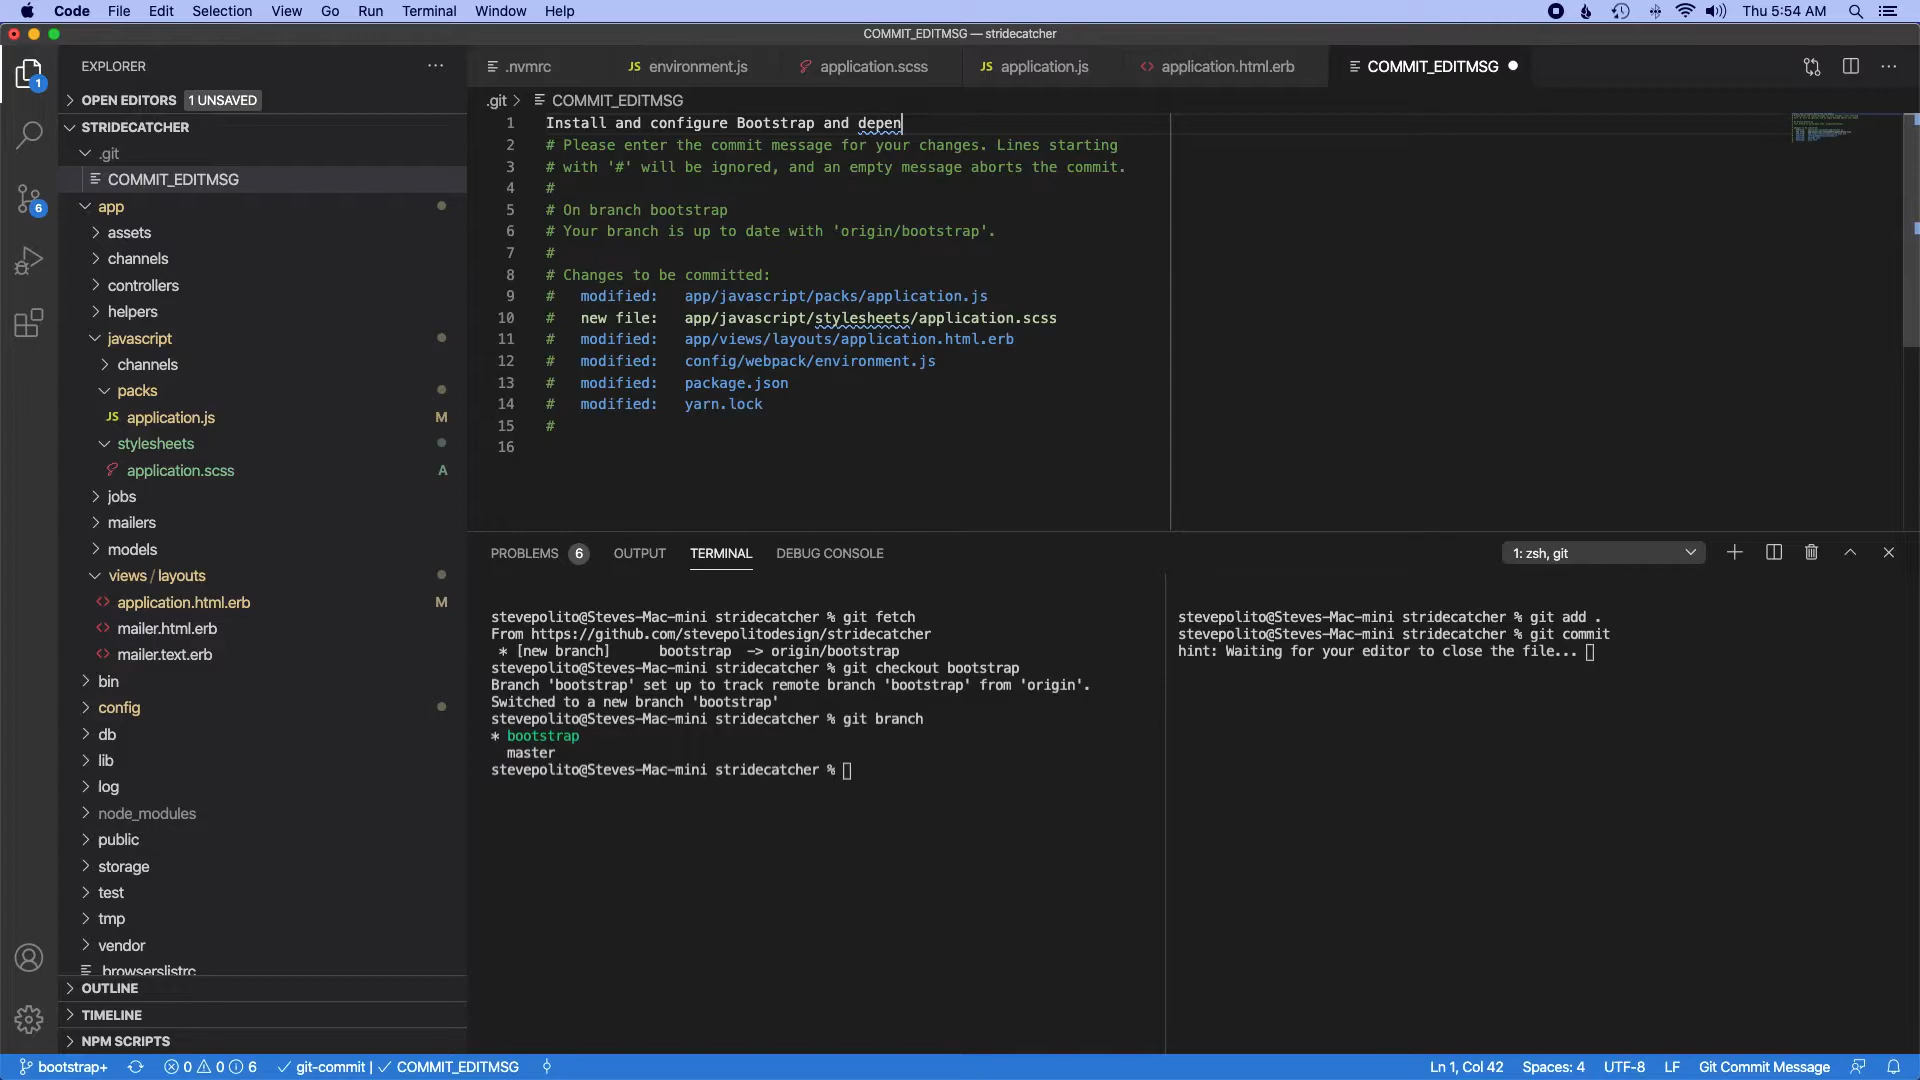 Code File Edit Selection View Go Run Terminal Window Help Thu 5:54 AM
COMMIT_EDITMSG — stridecatcher
EXPLORER
.nvmrc JS environment.js application.scss JS application.js application.html.erb COMMIT_EDITMSG
1
OPEN EDITORS 1 UNSAVED
.git COMMIT_EDITMSG
STRIDECATCHER
.git
COMMIT_EDITMSG
6
app
assets
channels
controllers
helpers
javascript
channels
packs
JS application.js M
stylesheets
application.scss A
jobs
mailers
models
views / layouts
application.html.erb M
mailer.html.erb
mailer.text.erb
bin
config
db
lib
log
node_modules
public
storage
test
tmp
vendor
.browserslistrc
OUTLINE
TIMELINE
NPM SCRIPTS
1 Install and configure Bootstrap and depen
2 # Please enter the commit message for your changes. Lines starting
3 # with '#' will be ignored, and an empty message aborts the commit.
4 #
5 # On branch bootstrap
6 # Your branch is up to date with 'origin/bootstrap'.
7 #
8 # Changes to be committed:
9 # modified: app/javascript/packs/application.js
10 # new file: app/javascript/stylesheets/application.scss
11 # modified: app/views/layouts/application.html.erb
12 # modified: config/webpack/environment.js
13 # modified: package.json
14 # modified: yarn.lock
15 #
16
PROBLEMS 6 OUTPUT TERMINAL DEBUG CONSOLE 1: zsh, git
stevepolito@Steves-Mac-mini stridecatcher % git fetch
From https://github.com/stevepolitodesign/stridecatcher
* [new branch] bootstrap -> origin/bootstrap
stevepolito@Steves-Mac-mini stridecatcher % git checkout bootstrap
Branch 'bootstrap' set up to track remote branch 'bootstrap' from 'origin'.
Switched to a new branch 'bootstrap'
stevepolito@Steves-Mac-mini stridecatcher % git branch
* bootstrap
master
stevepolito@Steves-Mac-mini stridecatcher %
stevepolito@Steves-Mac-mini stridecatcher % git add .
stevepolito@Steves-Mac-mini stridecatcher % git commit
hint: Waiting for your editor to close the file...
bootstrap+ 0 0 6 git-commit | COMMIT_EDITMSG Ln 1, Col 42 Spaces: 4 UTF-8 LF Git Commit Message